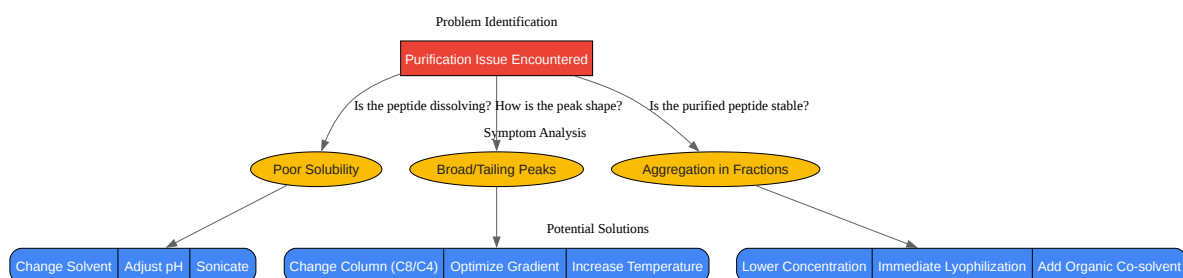 Problem Identification
Purification Issue Encountered
Is the peptide dissolving?
How is the peak shape?
Is the purified peptide stable?
Symptom Analysis
Poor Solubility
Broad/Tailing Peaks
Aggregation in Fractions
Potential Solutions
Change Solvent
Adjust pH
Sonicate
Change Column (C8/C4)
Optimize Gradient
Increase Temperature
Lower Concentration
Immediate Lyophilization
Add Organic Co-solvent